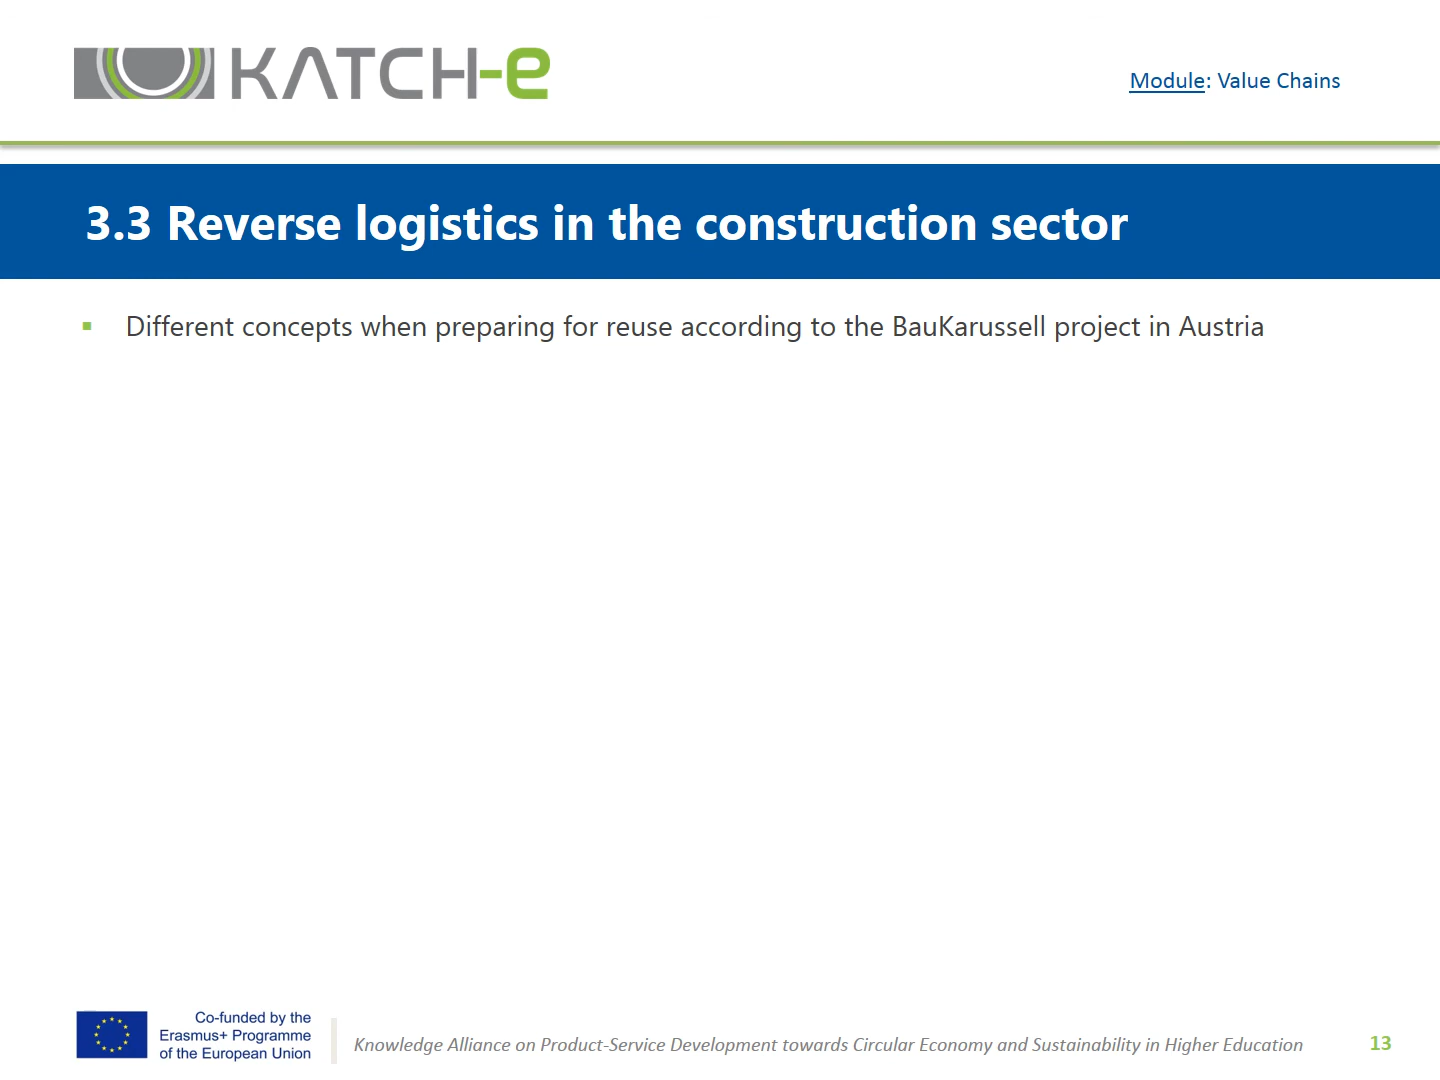 KATCH-e
Module: Value Chains
3.3 Reverse logistics in the construction sector
Different concepts when preparing for reuse according to the BauKarussell project in Austria
Co-funded by the
Erasmus+ Programme
of the European Union
Knowledge Alliance on Product-Service Development towards Circular Economy and Sustainability in Higher Education
13